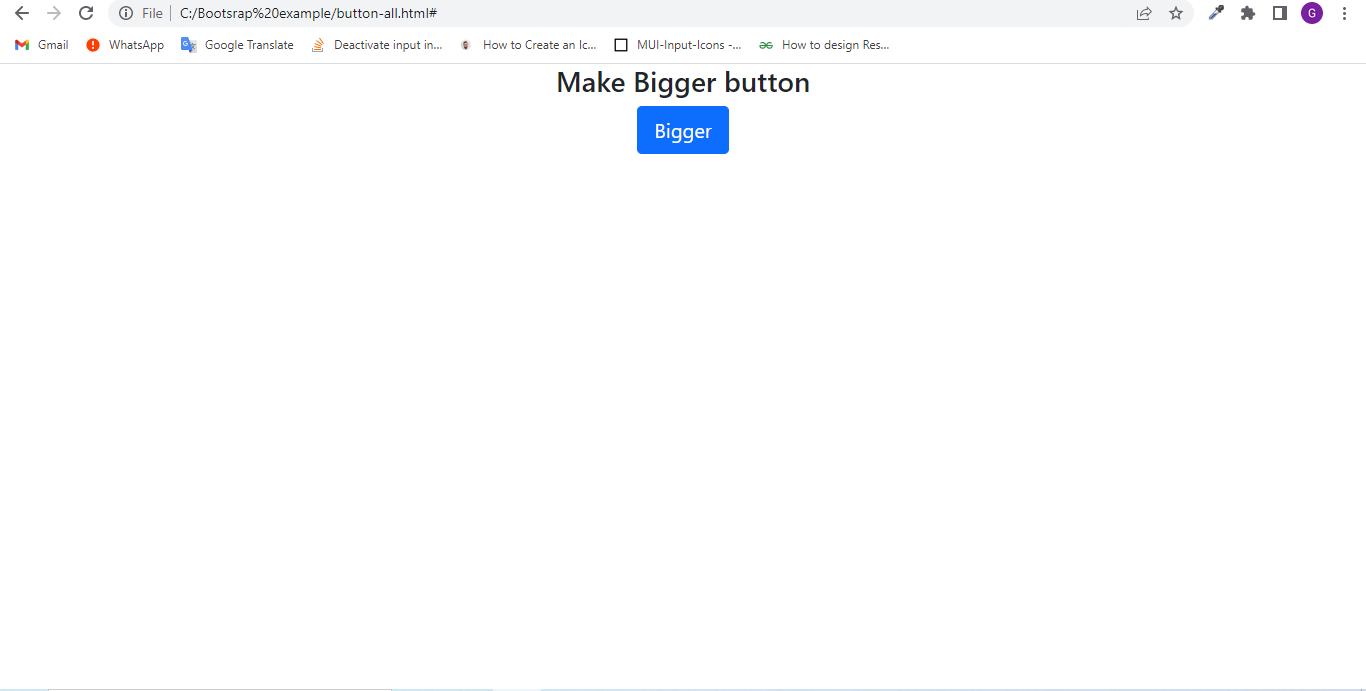 File C:/Bootsrap%20example/button-all.html# G
Gmail WhatsApp Google Translate Deactivate input in... How to Create an Ic... MUI-Input-Icons -... How to design Res...
Make Bigger button
Bigger